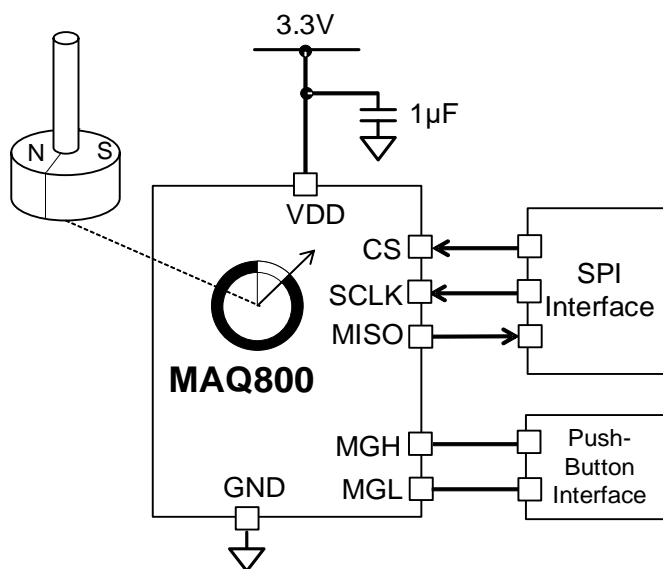 3.3V
1µF
N
S
VDD
CS
SCLK
MISO
SPI
Interface
MAQ800
MGH
MGL
Push-
Button
Interface
GND